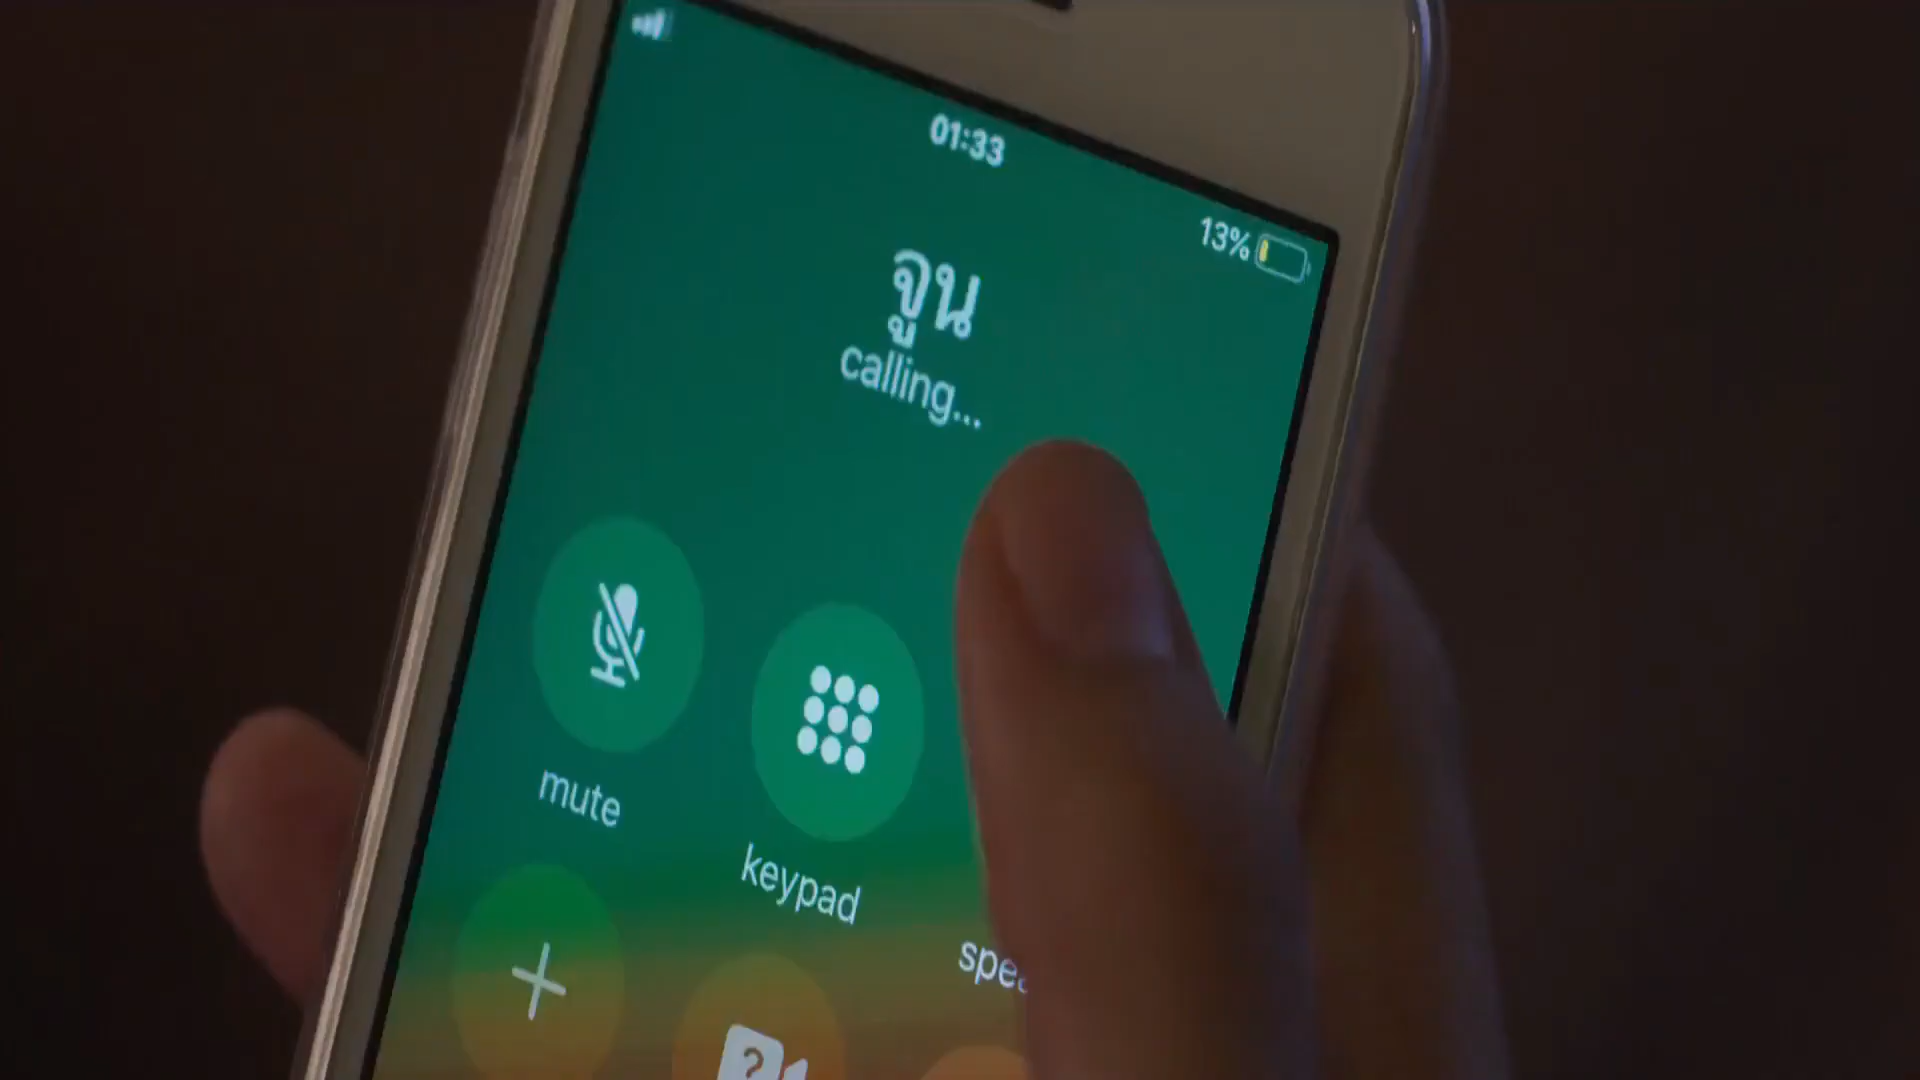 01:33
13%
จูน
calling...
mute
keypad
?